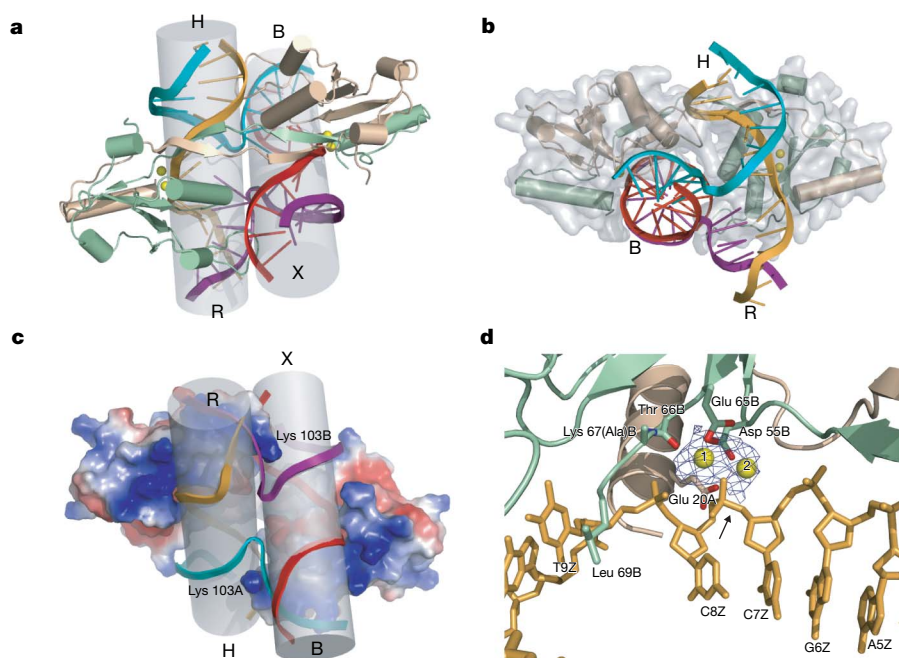 a
H
B
R
X
b
H
B
R
c
X
R
Lys 103B
Lys 103A
H
B
d
Thr 66B
Glu 65B
Lys 67(Ala)B
Asp 55B
1
2
Glu 20A
T9Z
Leu 69B
C8Z
C7Z
G6Z
A5Z